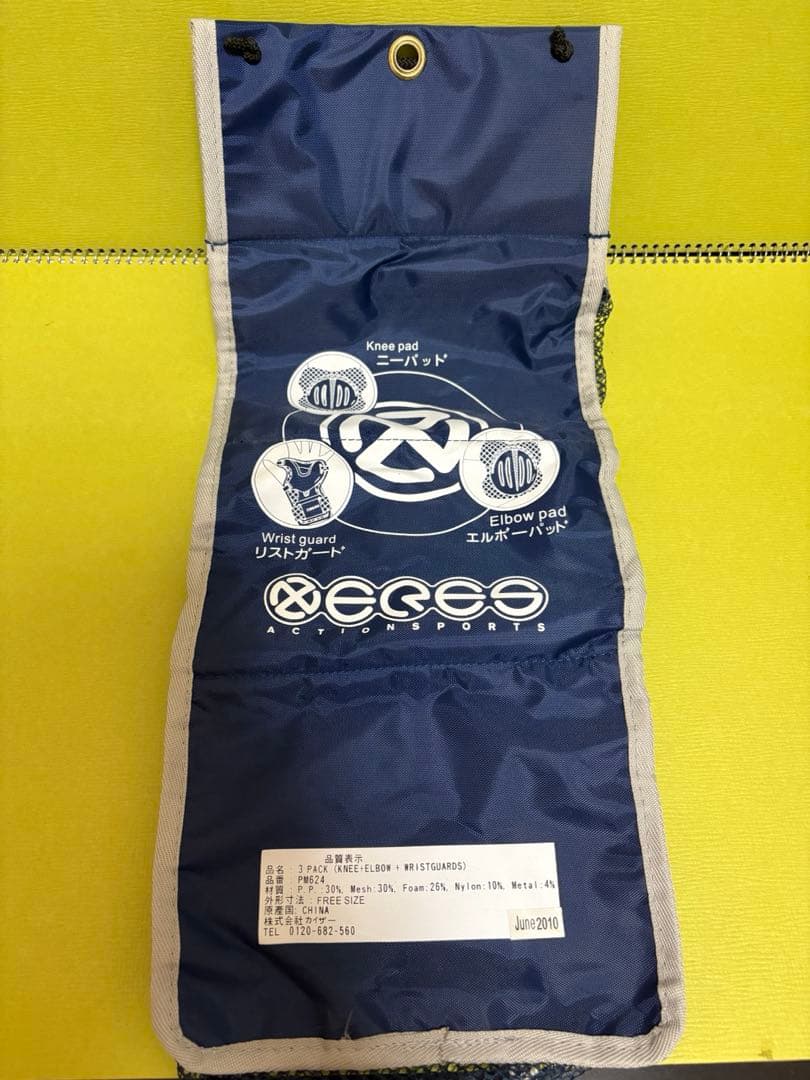 Knee pad
ニーパッド
Wrist guard
リストガード
Elbow pad
エルボーパッド
XERES
ACTIONSPORTS
品質表示
品名 : 3 PACK (KNEE+ELBOW + WRISTGUARDS)
品番 PM624
材質 : P.P. :30%, Mesh:30%, Foam:26%, Nylon:10%, Metal:4%
外形寸法 : FREE SIZE
原產国: CHINA
株式会社カイザー
TEL 0120-682-560
June2010